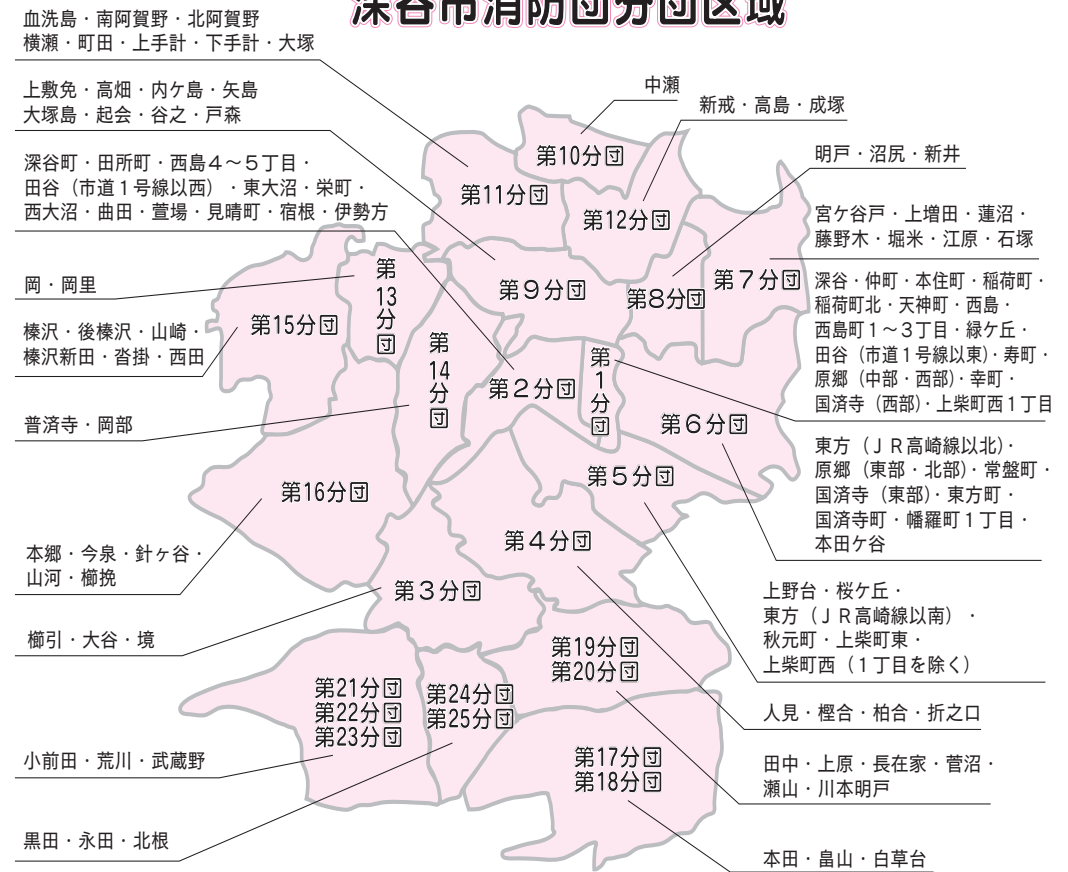 深谷市消防団分団区域
血洗島・南阿賀野・北阿賀野
横瀬・町田・上手計・下手計・大塚
上敷免・高畑・内ケ島・矢島
大塚島・起会・谷之・戸森
深谷町・田所町・西島４～５丁目・
田谷（市道１号線以西）・東大沼・栄町・
西大沼・曲田・萱場・見晴町・宿根・伊勢方
岡・岡里
榛沢・後榛沢・山崎・
榛沢新田・沓掛・西田
普済寺・岡部
本郷・今泉・針ヶ谷・
山河・櫛挽
櫛引・大谷・境
小前田・荒川・武蔵野
黒田・永田・北根
中瀬
新戒・高島・成塚
明戸・沼尻・新井
宮ケ谷戸・上増田・蓮沼・
藤野木・堀米・江原・石塚
深谷・仲町・本住町・稲荷町・
稲荷町北・天神町・西島・
西島町１～３丁目・緑ケ丘・
田谷（市道１号線以東）・寿町・
原郷（中部・西部）・幸町・
国済寺（西部）・上柴町西１丁目
東方（ＪＲ高崎線以北）・
原郷（東部・北部）・常盤町・
国済寺（東部）・東方町・
国済寺町・幡羅町１丁目・
本田ケ谷
上野台・桜ケ丘・
東方（ＪＲ高崎線以南）・
秋元町・上柴町東・
上柴町西（１丁目を除く）
人見・樫合・柏合・折之口
田中・上原・長在家・菅沼・
瀬山・川本明戸
本田・畠山・白草台
第10分団
第11分団
第12分団
第13分団
第９分団
第８分団
第７分団
第15分団
第14分団
第２分団
第１分団
第６分団
第５分団
第16分団
第４分団
第３分団
第19分団
第20分団
第21分団
第22分団
第23分団
第24分団
第25分団
第17分団
第18分団